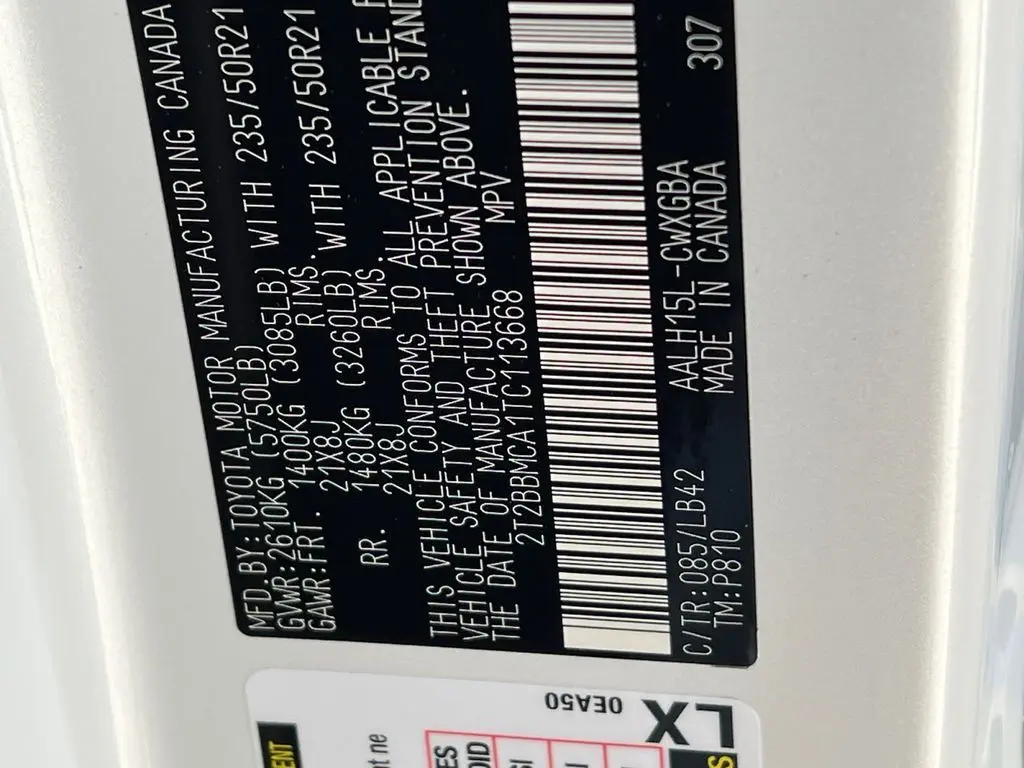 MFD.BY:TOYOTA MOTOR MANUFACTURING CANADA
GVWR:2610KG (5750LB)
GAWR:FRT. 1400KG (3085LB) WITH 235/50R21
21X8J RIMS.
RR. 1480KG (3260LB) WITH 235/50R21
21X8J RIMS.
THIS VEHICLE CONFORMS TO ALL APPLICABLE
VEHICLE SAFETY AND THEFT PREVENTION
THE DATE OF MANUFACTURE SHOWN ABOVE.
2T2BBMCA1TC113668 MPV
C/TR:085/LB42 AALH15L-CWXGBA 307
TM:P810 MADE IN CANADA
LX
0EA50